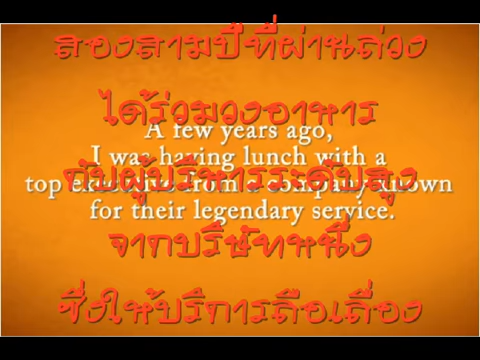 สองสามปีที่ผ่านล่วง
ได้ร่วมวงอาหาร
A few years ago,
I was having lunch with a
กับผู้บริหารระดับสูง
top executive from a company known
for their legendary service.
จากบริษัทหนึ่ง
ซึ่งให้บริการลือเลื่อง